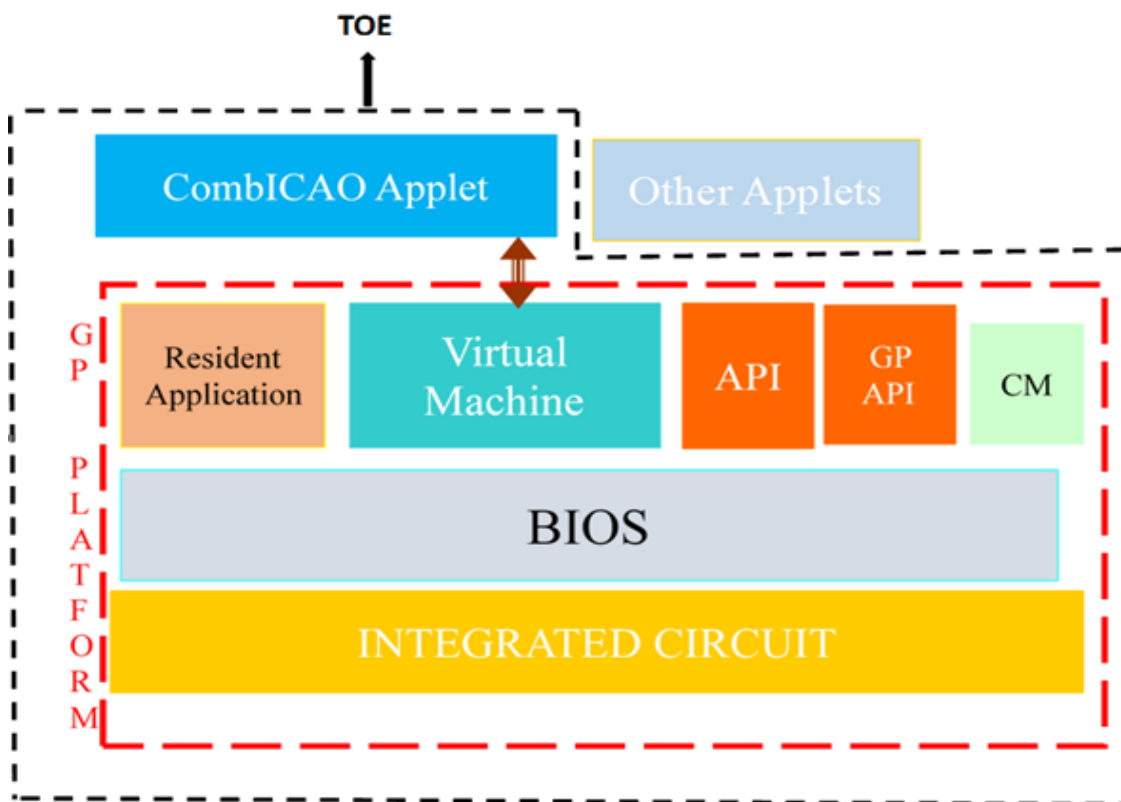 TOE
CombICAO Applet
Other Applets
GP PLATFORM
Resident
Application
Virtual
Machine
API
GP
API
CM
BIOS
INTEGRATED CIRCUIT